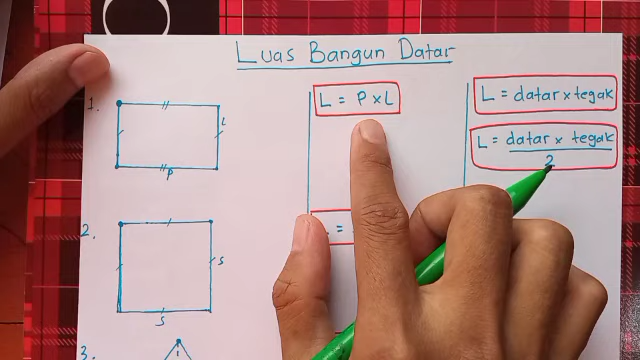 Luas Bangun Datar
1.
L
P
L = P x L
L = datar x tegak
L = datar x tegak
2
2.
S
S
=
3.